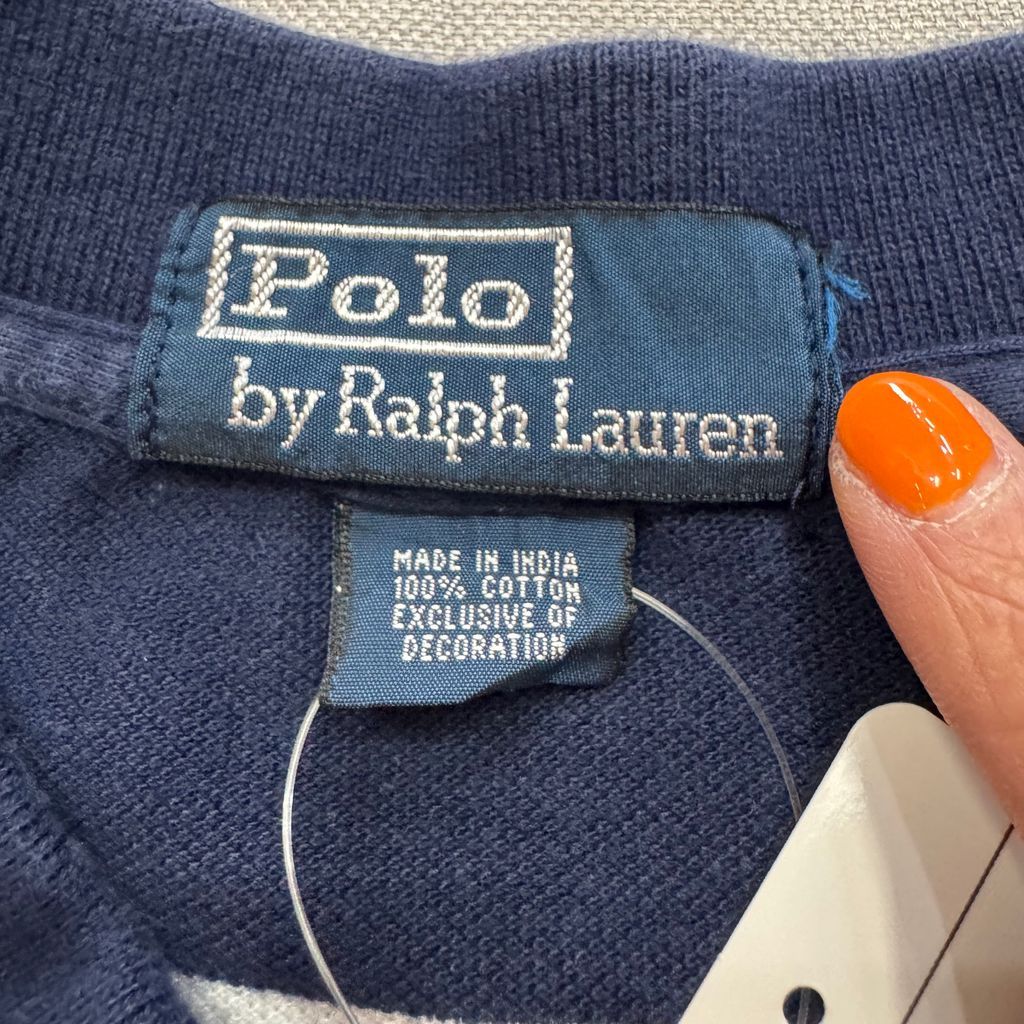 Polo
by Ralph Lauren
MADE IN INDIA
100% COTTON
EXCLUSIVE OF
DECORATION